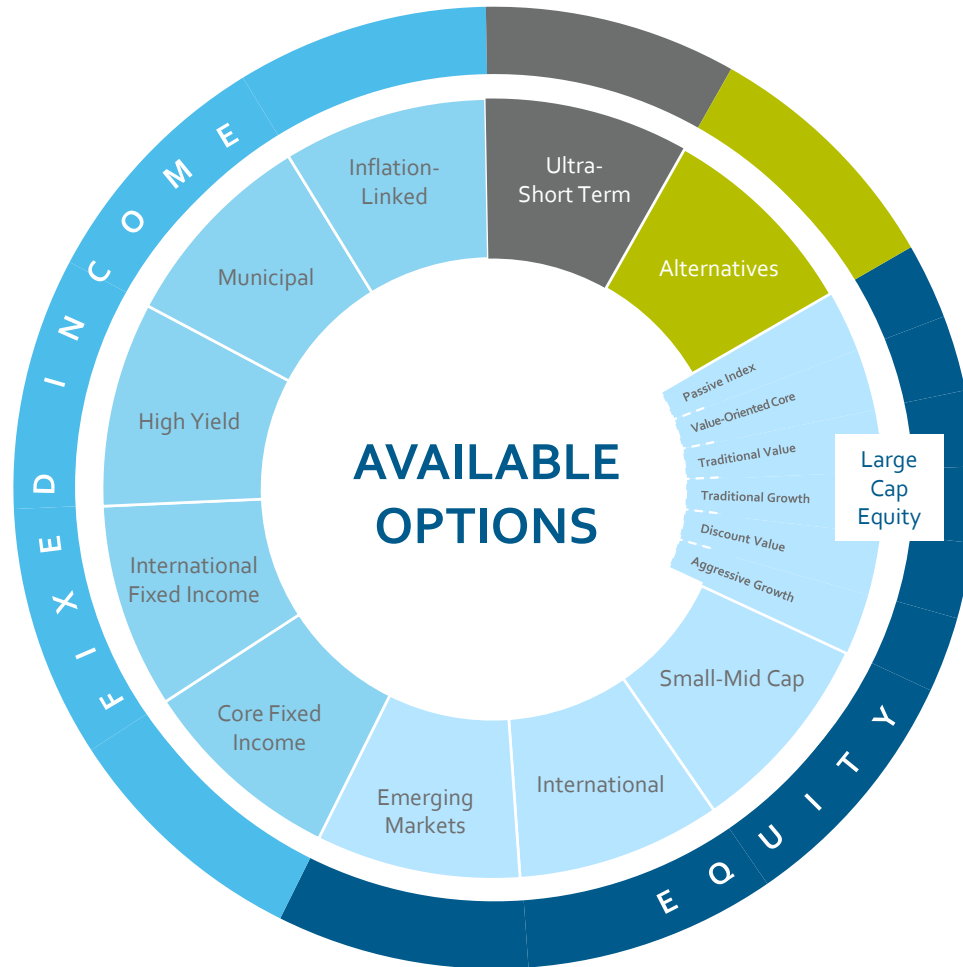 AVAILABLE
OPTIONS
Ultra-
Short Term
Alternatives
Passive Index
Value-Oriented Core
Traditional Value
Traditional Growth
Discount Value
Aggressive Growth
Large
Cap
Equity
Small-Mid Cap
International
Emerging
Markets
Core Fixed
Income
International
Fixed Income
High Yield
Municipal
Inflation-
Linked
FIXED INCOME
EQUITY